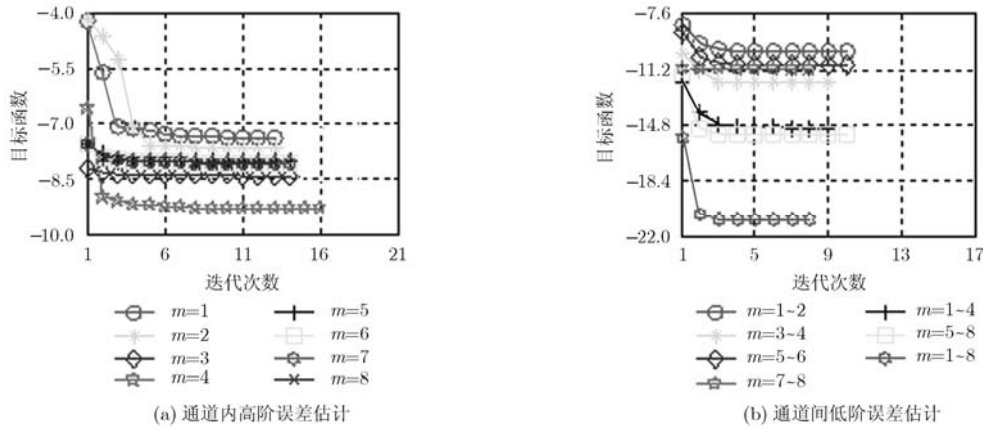 目标函数
−4.0
−5.5
−7.0
−8.5
−10.0
1 6 11 16 21
迭代次数
m=1 m=5
m=2 m=6
m=3 m=7
m=4 m=8
(a) 通道内高阶误差估计
目标函数
−7.6
−11.2
−14.8
−18.4
−22.0
1 5 9 13 17
迭代次数
m=1~2 m=1~4
m=3~4 m=5~8
m=5~6 m=1~8
m=7~8
(b) 通道间低阶误差估计